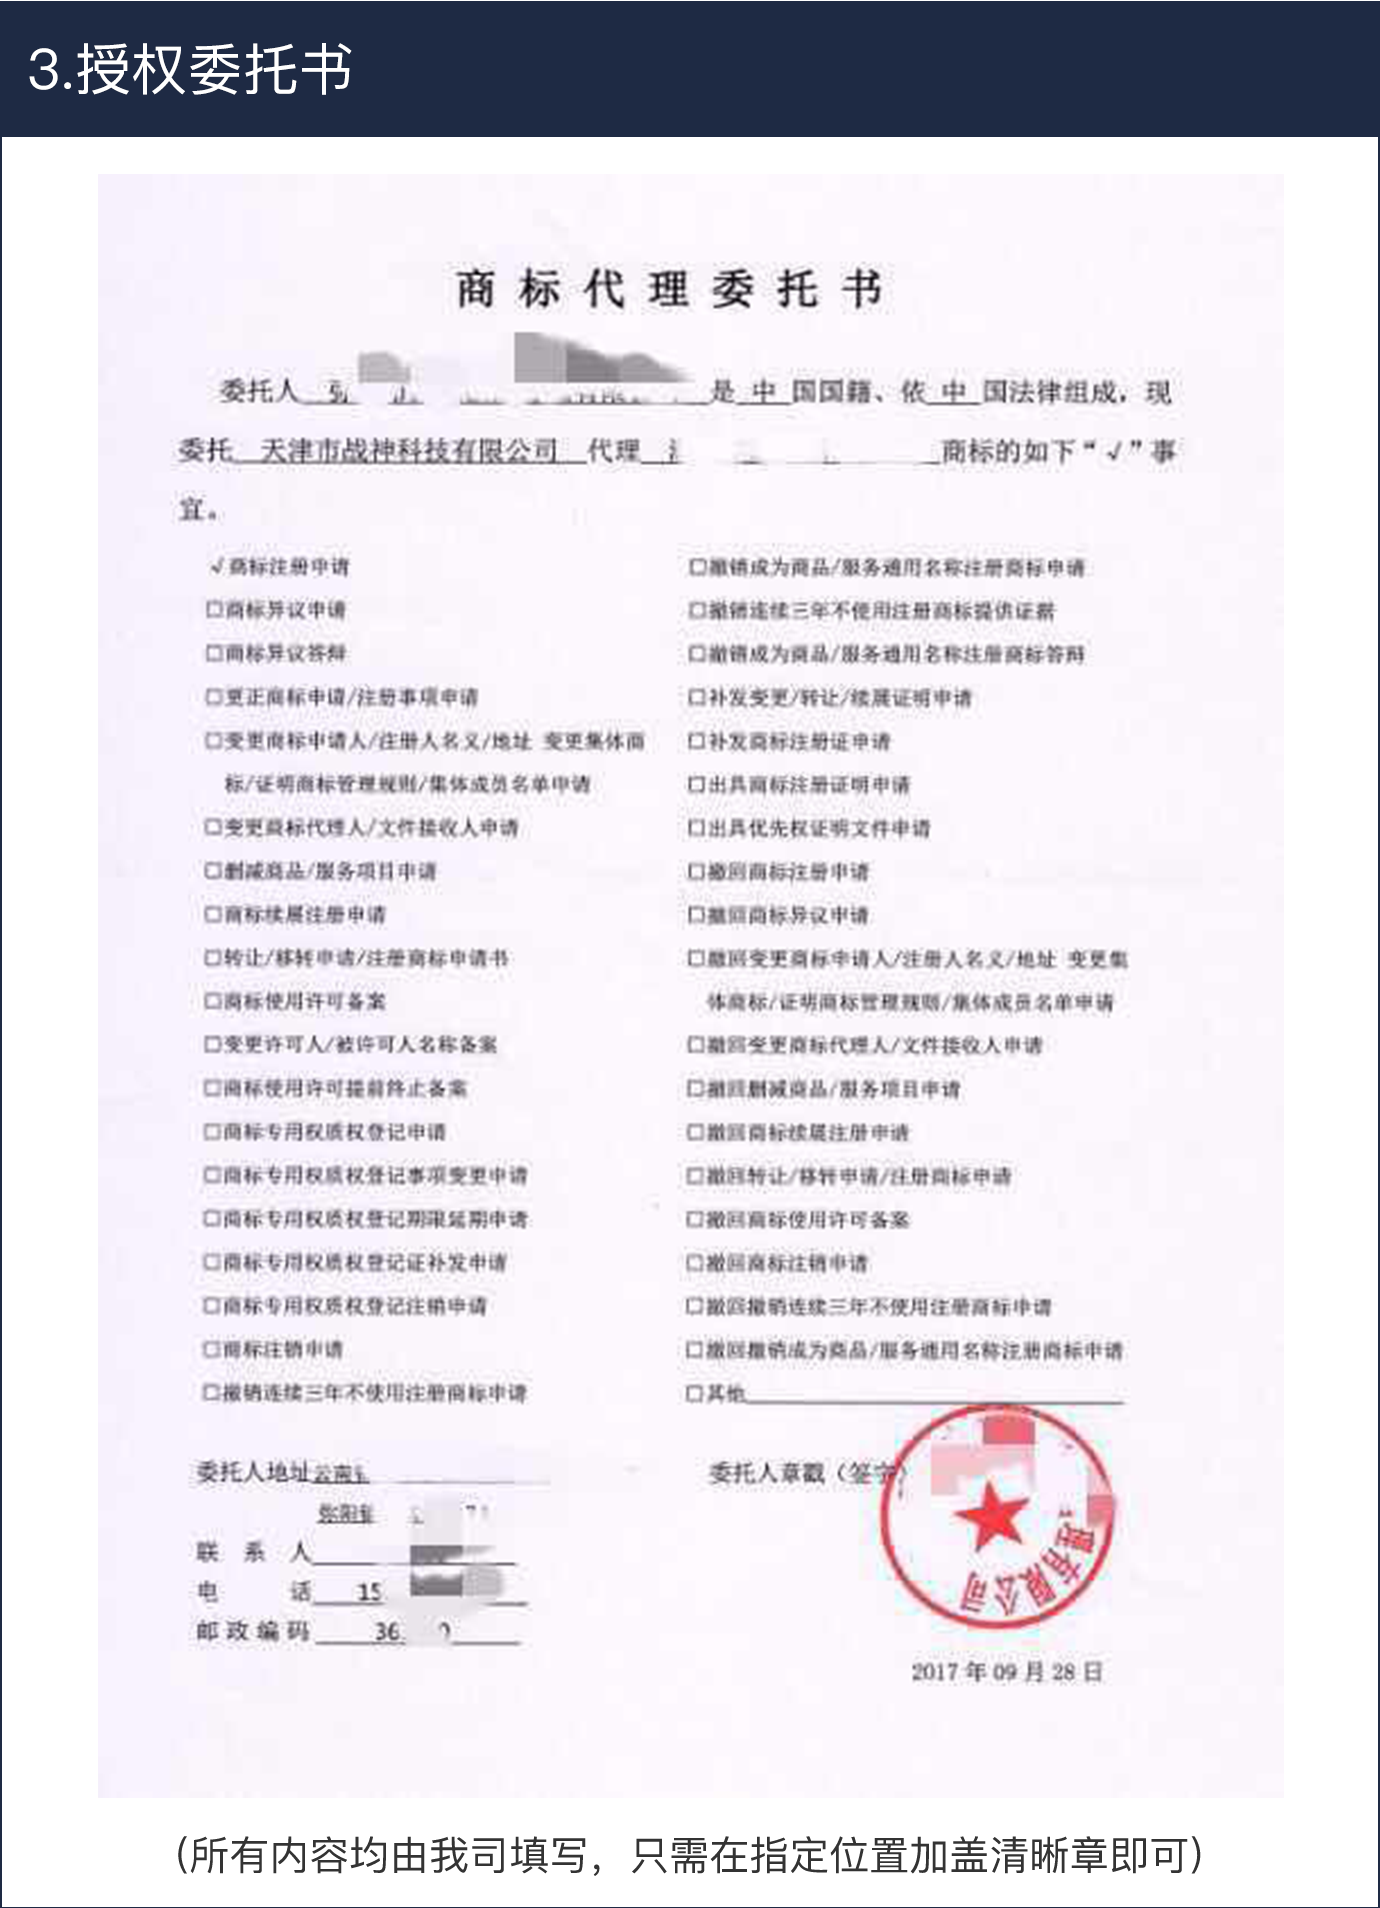 3.授权委托书
商标代理委托书
委托人 是 中 国国籍、依 中 国法律组成，现
委托 天津市战神科技有限公司 代理 商标的如下“√”事
宜。
√商标注册申请
□商标异议申请
□商标异议答辩
□更正商标申请/注册事项申请
□变更商标申请人/注册人名义/地址 变更集体商
标/证明商标管理规则/集体成员名单申请
□变更商标代理人/文件接收人申请
□删减商品/服务项目申请
□商标续展注册申请
□转让/移转申请/注册商标申请书
□商标使用许可备案
□变更许可人/被许可人名称备案
□商标使用许可提前终止备案
□商标专用权质权登记申请
□商标专用权质权登记事项变更申请
□商标专用权质权登记期限延期申请
□商标专用权质权登记证补发申请
□商标专用权质权登记注销申请
□商标注销申请
□撤销连续三年不使用注册商标申请
□撤销成为商品/服务通用名称注册商标申请
□撤销连续三年不使用注册商标提供证据
□撤销成为商品/服务通用名称注册商标答辩
□补发变更/转让/续展证明申请
□补发商标注册证申请
□出具商标注册证明申请
□出具优先权证明文件申请
□撤回商标注册申请
□撤回商标异议申请
□撤回变更商标申请人/注册人名义/地址 变更集
体商标/证明商标管理规则/集体成员名单申请
□撤回变更商标代理人/文件接收人申请
□撤回删减商品/服务项目申请
□撤回商标续展注册申请
□撤回转让/移转申请/注册商标申请
□撤回商标使用许可备案
□撤回商标注销申请
□撤回撤销连续三年不使用注册商标申请
□撤回撤销成为商品/服务通用名称注册商标申请
□其他
委托人地址 云南
联系人
电话 15
邮政编码 36
委托人章戳（签字）
有限公司
2017 年 09 月 28 日
(所有内容均由我司填写，只需在指定位置加盖清晰章即可)